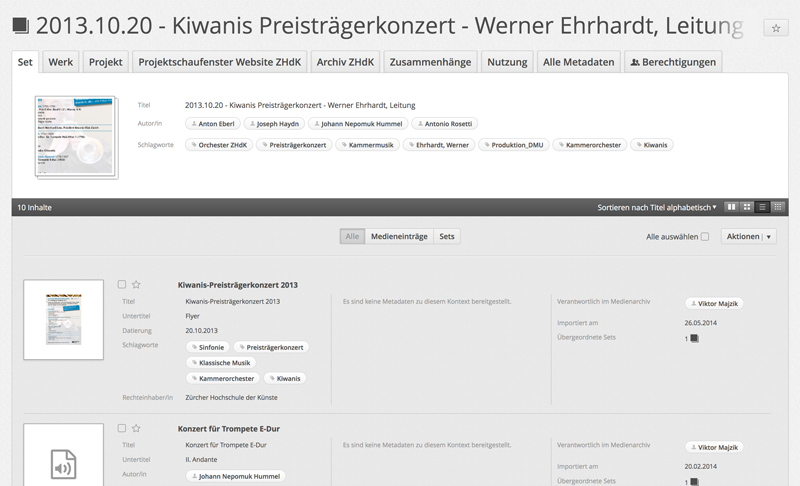 2013.10.20 - Kiwanis Preisträgerkonzert - Werner Ehrhardt, Leitung
Set Werk Projekt Projektschaufenster Website ZHdK Archiv ZHdK Zusammenhänge Nutzung Alle Metadaten Berechtigungen
Titel 2013.10.20 - Kiwanis Preisträgerkonzert - Werner Ehrhardt, Leitung
Autor/in Anton Eberl Joseph Haydn Johann Nepomuk Hummel Antonio Rosetti
Schlagworte Orchester ZHdK Preisträgerkonzert Kammermusik Ehrhardt, Werner Produktion_DMU Kammerorchester Kiwanis
10 Inhalte Sortieren nach Titel alphabetisch
Alle Medieneinträge Sets Alle auswählen Aktionen
Kiwanis-Preisträgerkonzert 2013
Titel Kiwanis-Preisträgerkonzert 2013
Untertitel Flyer
Datierung 20.10.2013
Schlagworte Sinfonie Preisträgerkonzert
Klassische Musik
Kammerorchester Kiwanis
Rechteinhaber/in Zürcher Hochschule der Künste
Es sind keine Metadaten zu diesem Kontext bereitgestellt.
Verantwortlich im Medienarchiv Viktor Majzik
Importiert am 26.05.2014
Übergeordnete Sets 1
Konzert für Trompete E-Dur
Titel Konzert für Trompete E-Dur
Untertitel II. Andante
Autor/in Johann Nepomuk Hummel
Es sind keine Metadaten zu diesem Kontext bereitgestellt.
Verantwortlich im Medienarchiv Viktor Majzik
Importiert am 20.02.2014
Übergeordnete Sets 1